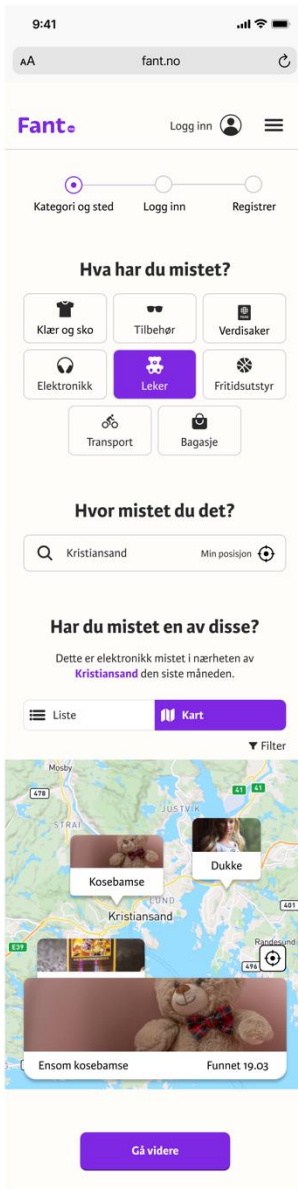 9:41
AA fant.no
Fant
Logg inn
Kategori og sted Logg inn Registrer
Hva har du mistet?
Klær og sko Tilbehør Verdisaker
Elektronikk Leker Fritidsutstyr
Transport Bagasje
Hvor mistet du det?
Kristiansand Min posisjon
Har du mistet en av disse?
Dette er elektronikk mistet i nærheten av
Kristiansand den siste måneden.
Liste Kart
Filter
Mosby
478 41 41
JUSTVIK
STRAI
Kosebamse Dukke
LUND
Kristiansand
401
E39
Randesund
496
Ensom kosebamse Funnet 19.03
Gå videre